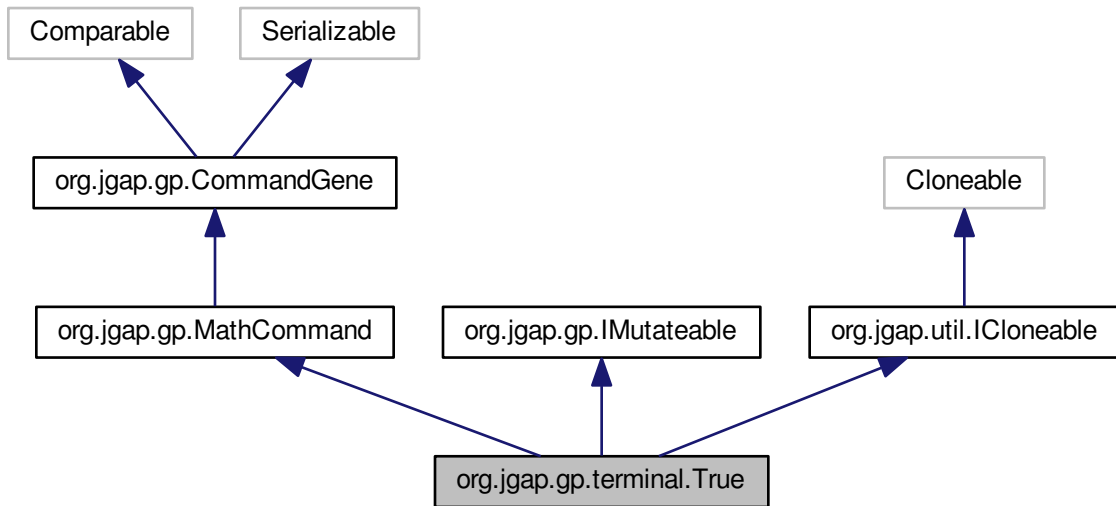 Comparable
Serializable
org.jgap.gp.CommandGene
Cloneable
org.jgap.gp.MathCommand
org.jgap.gp.IMutateable
org.jgap.util.ICloneable
org.jgap.gp.terminal.True